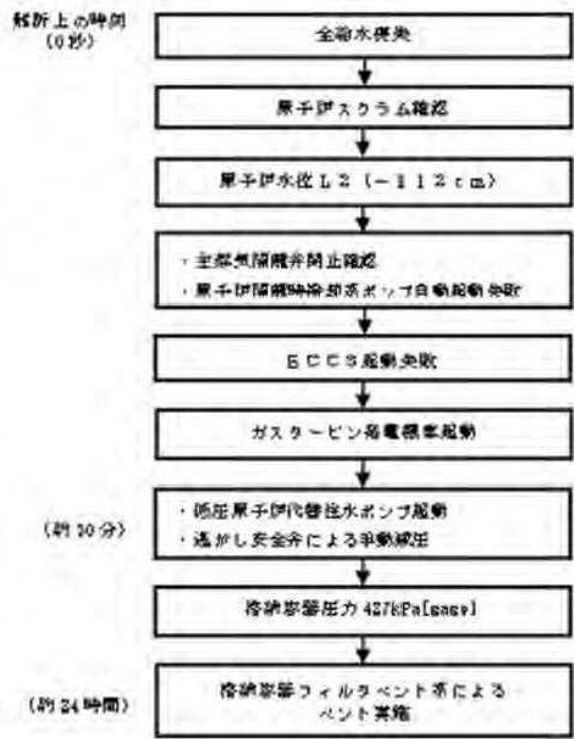 解析上の時間
(0秒)
全給水喪失
原子炉スクラム確認
原子炉水位L2(-112cm)
・主蒸気隔離弁閉止確認
・原子炉隔離時冷却系ポンプ自動起動失敗
ECCS起動失敗
ガスタービン発電機車起動
(約30分)
・低圧原子炉代替注水ポンプ起動
・逃がし安全弁による手動減圧
格納容器圧力 427kPa[gage]
(約24時間)
格納容器フィルタベント系による
ベント実施